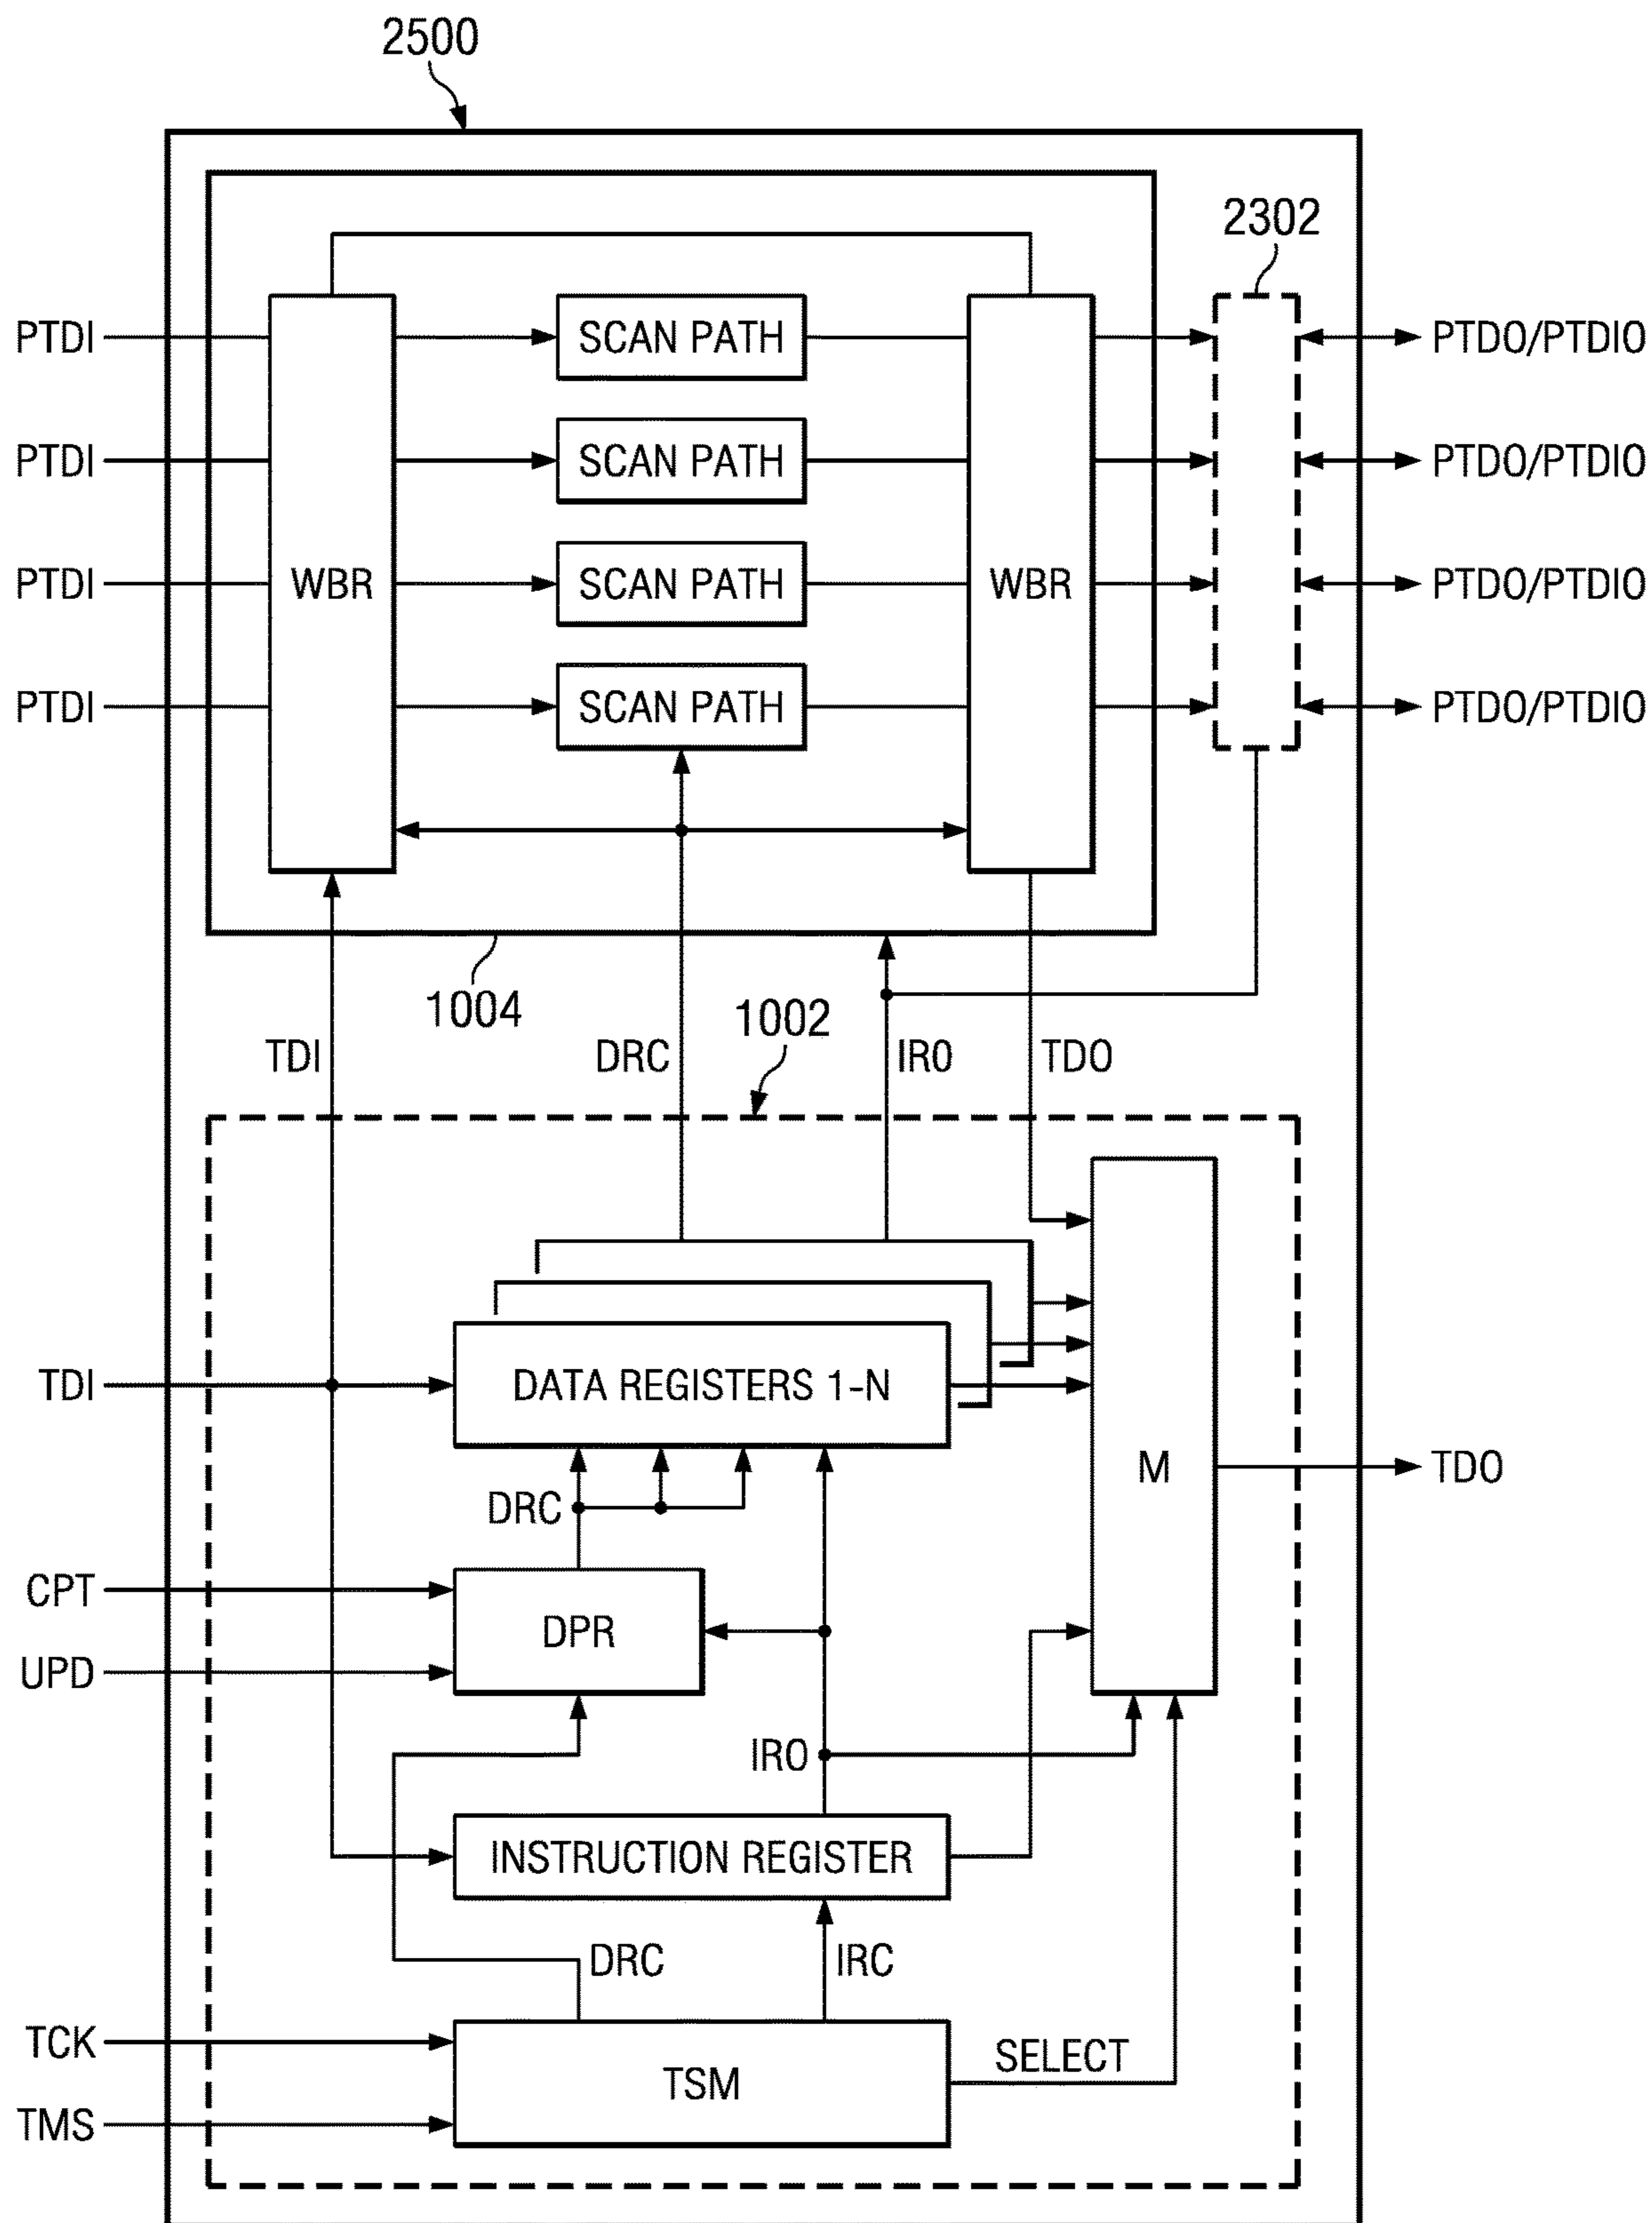 2500
2302
PTDI SCAN PATH PTDO/PTDIO
PTDI SCAN PATH PTDO/PTDIO
PTDI WBR SCAN PATH WBR PTDO/PTDIO
PTDI SCAN PATH PTDO/PTDIO
1004
1002
TDI DRC IRO TDO
TDI DATA REGISTERS 1-N
M TDO
DRC
CPT
DPR
UPD
IRO
INSTRUCTION REGISTER
DRC IRC
TCK
SELECT
TSM
TMS